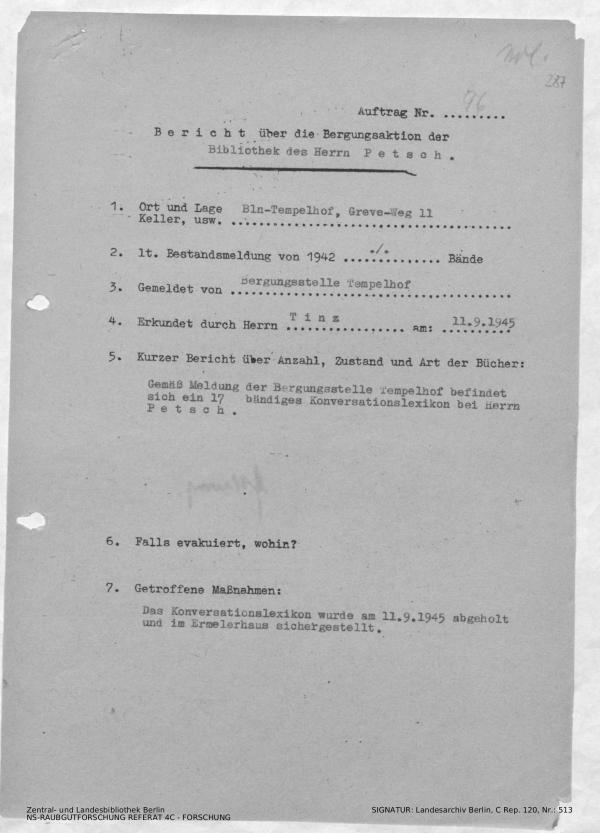 287
Auftrag Nr. 76.........
B e r i c h t über die Bergungsaktion der
Bibliothek des Herrn P e t s c h .
1. Ort und Lage Bln-Tempelhof, Greve-Weg 11
Keller, usw. ........................................
2. lt. Bestandsmeldung von 1942 ..·/·.......... Bände
3. Gemeldet von Bergungsstelle Tempelhof
4. Erkundet durch Herrn T i n z am: 11.9.1945
5. Kurzer Bericht über Anzahl, Zustand und Art der Bücher:
Gemäß Meldung der Bergungsstelle Tempelhof befindet
sich ein 17 bändiges Konversationslexikon bei Herrn
P e t s c h .
6. Falls evakuiert, wohin?
7. Getroffene Maßnahmen:
Das Konversationslexikon wurde am 11.9.1945 abgeholt
und im Ermelerhaus sichergestellt.
Zentral- und Landesbibliothek Berlin
NS-RAUBGUTFORSCHUNG REFERAT 4C - FORSCHUNG
SIGNATUR: Landesarchiv Berlin, C Rep. 120, Nr.: 513